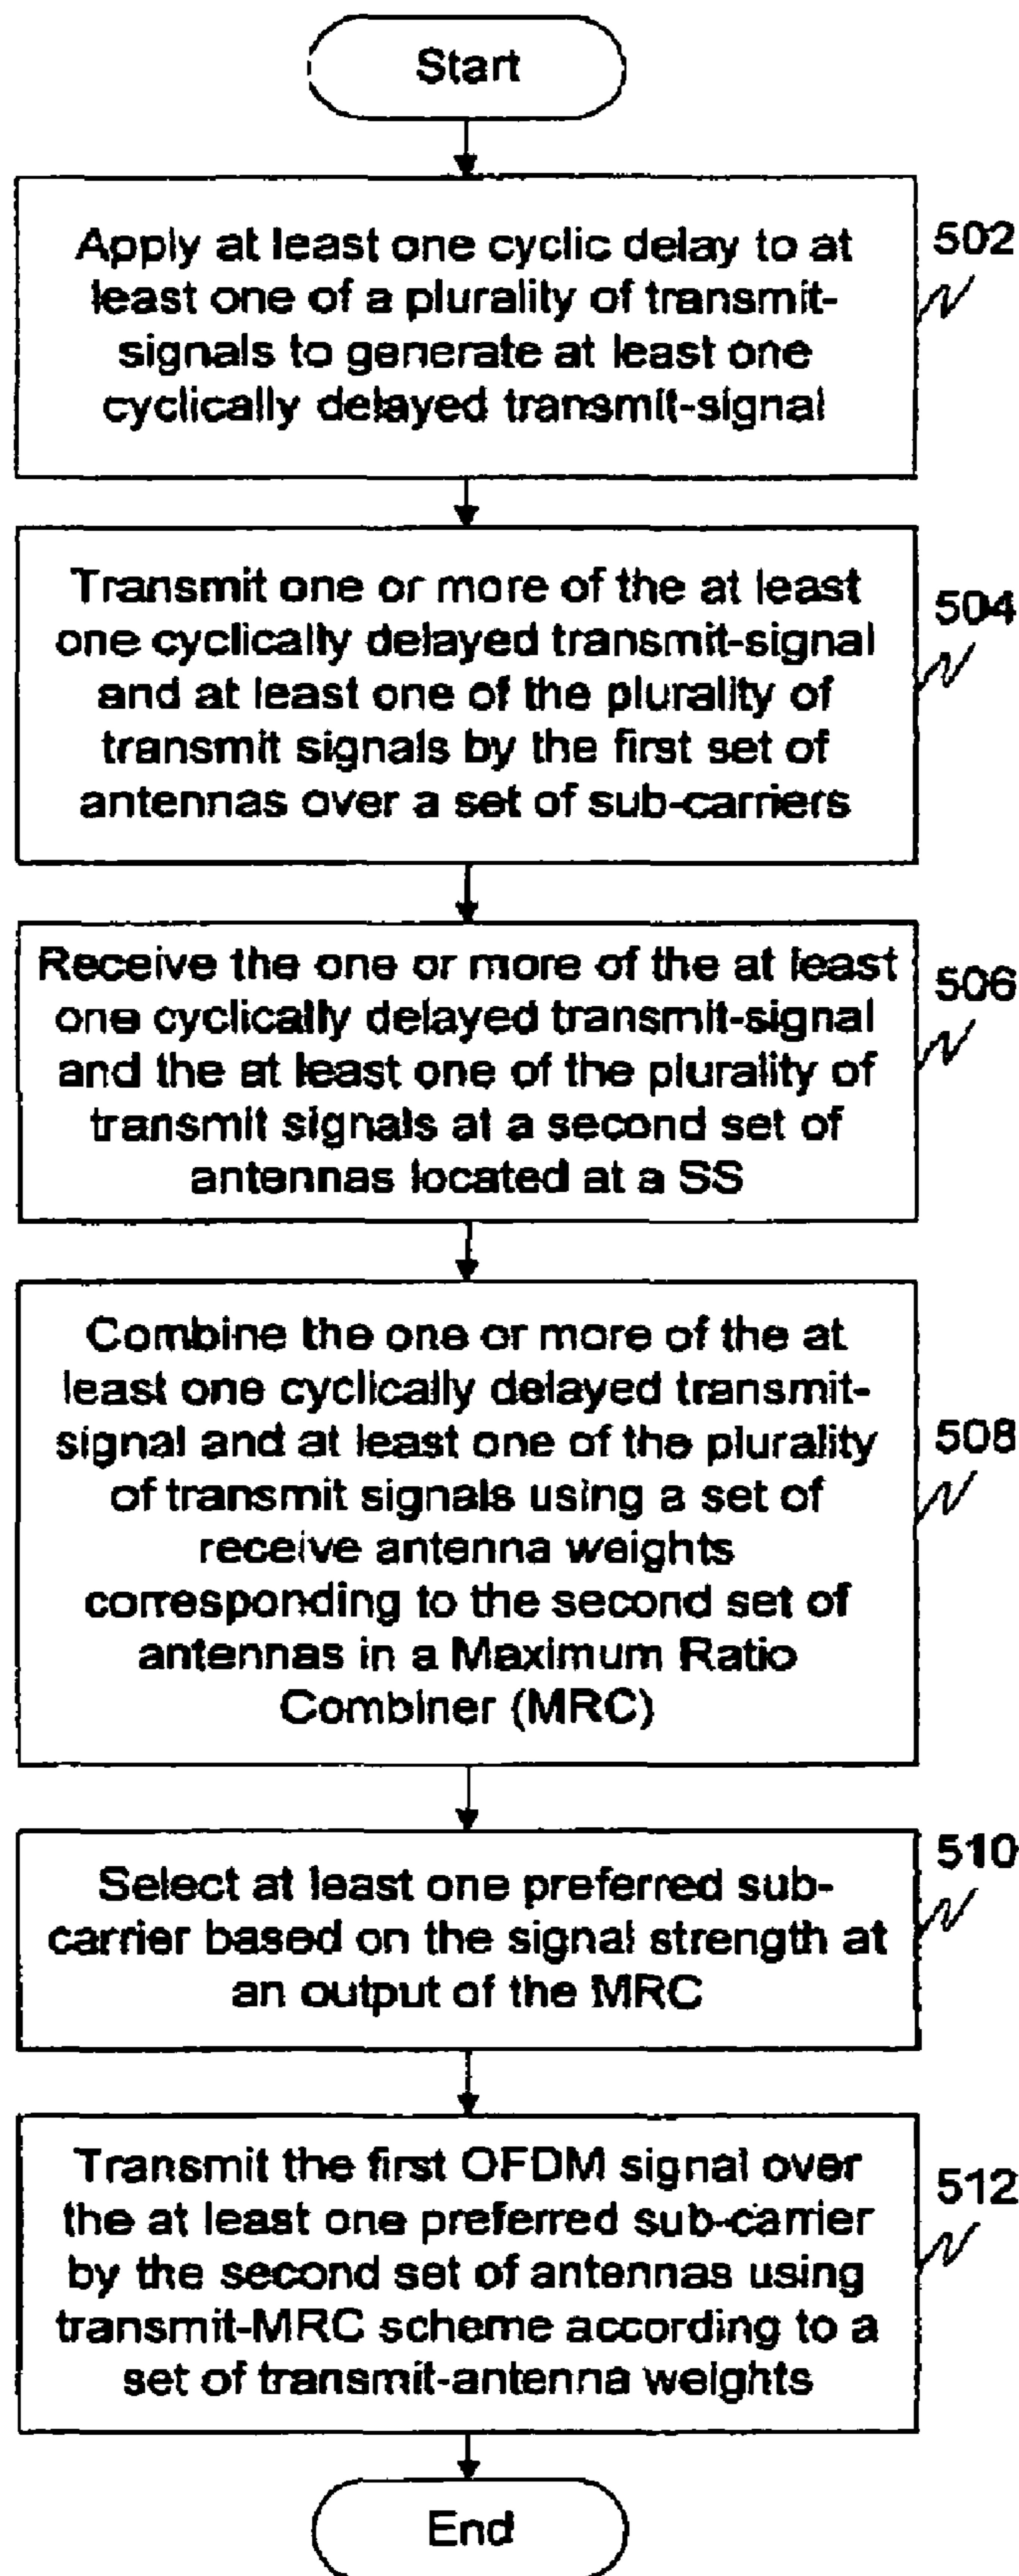 Start
Apply at least one cyclic delay to at
least one of a plurality of transmit-
signals to generate at least one
cyclically delayed transmit-signal
502
Transmit one or more of the at least
one cyclically delayed transmit-signal
and at least one of the plurality of
transmit signals by the first set of
antennas over a set of sub-carriers
504
Receive the one or more of the at least
one cyclically delayed transmit-signal
and the at least one of the plurality of
transmit signals at a second set of
antennas located at a SS
506
Combine the one or more of the at
least one cyclically delayed transmit-
signal and at least one of the plurality
of transmit signals using a set of
receive antenna weights
corresponding to the second set of
antennas in a Maximum Ratio
Combiner (MRC)
508
Select at least one preferred sub-
carrier based on the signal strength at
an output of the MRC
510
Transmit the first OFDM signal over
the at least one preferred sub-carrier
by the second set of antennas using
transmit-MRC scheme according to a
set of transmit-antenna weights
512
End